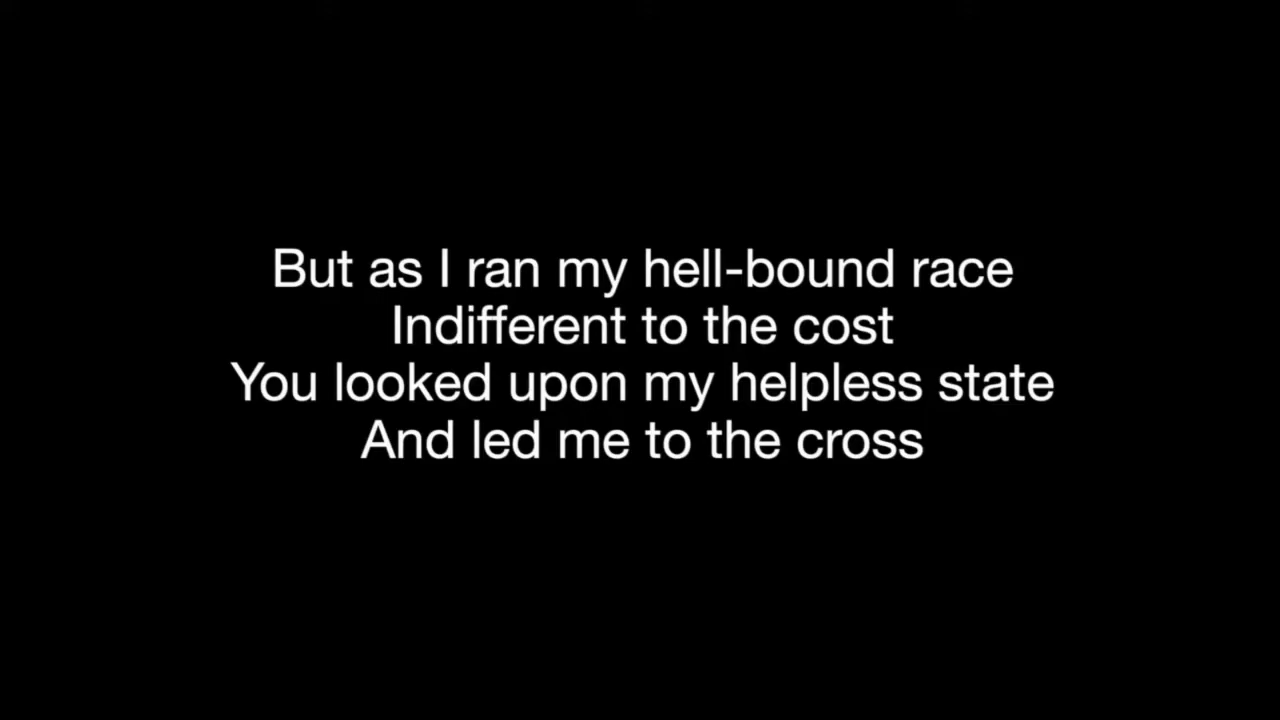 But as I ran my hell-bound race
Indifferent to the cost
You looked upon my helpless state
And led me to the cross